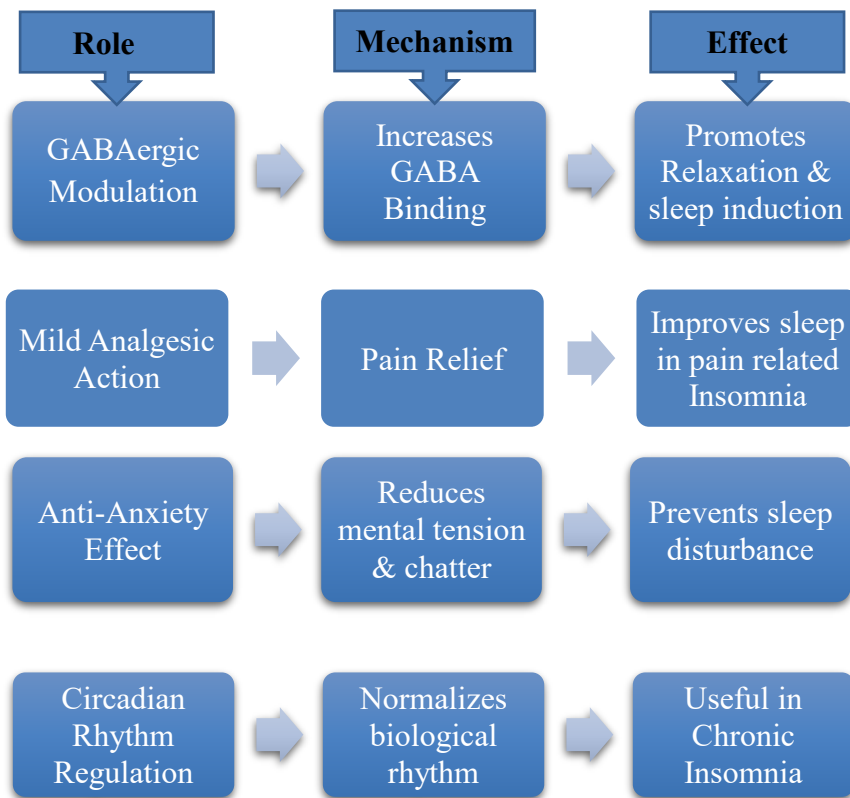 Role
Mechanism
Effect
GABAergic
Modulation
Increases
GABA
Binding
Promotes
Relaxation &
sleep induction
Mild Analgesic
Action
Pain Relief
Improves sleep
in pain related
Insomnia
Anti-Anxiety
Effect
Reduces
mental tension
& chatter
Prevents sleep
disturbance
Circadian
Rhythm
Regulation
Normalizes
biological
rhythm
Useful in
Chronic
Insomnia